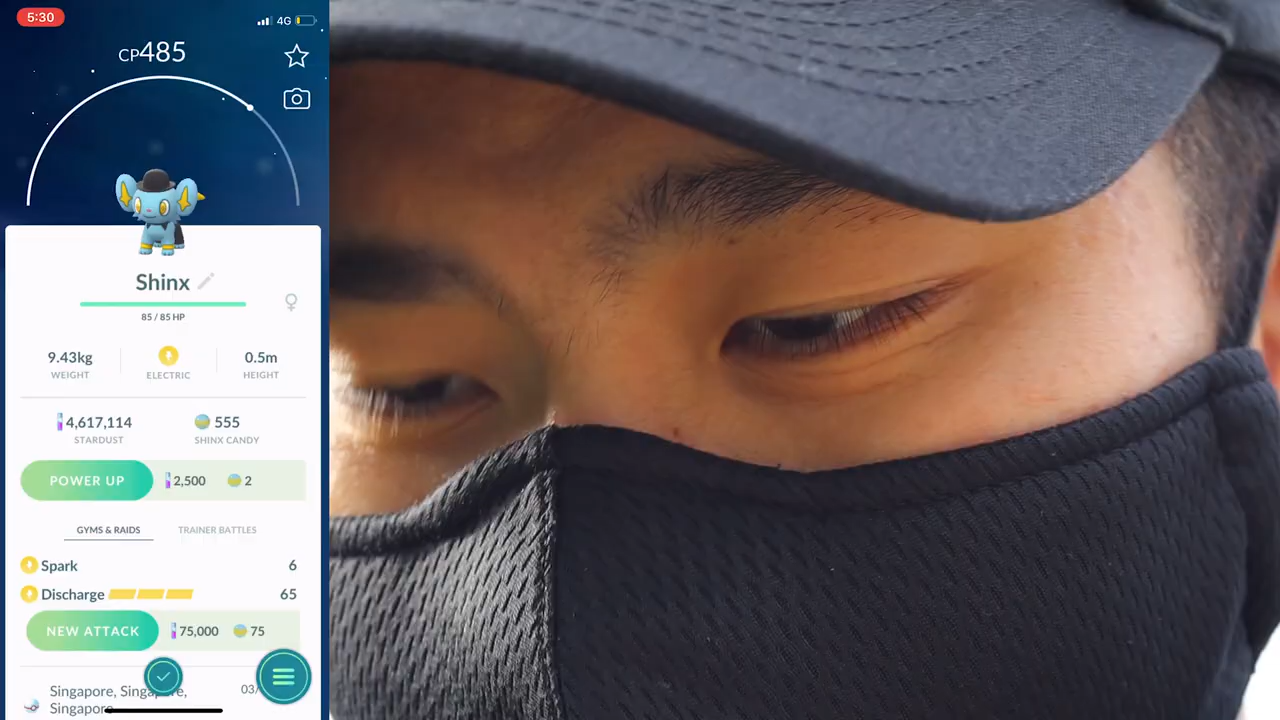 5:30
4G
CP485
Shinx
85 / 85 HP
9.43kg
WEIGHT
ELECTRIC
0.5m
HEIGHT
4,617,114
STARDUST
555
SHINX CANDY
POWER UP
2,500
2
GYMS & RAIDS
TRAINER BATTLES
Spark
6
Discharge
65
NEW ATTACK
75,000
75
Singapore, Singapore,
Singapore
03/